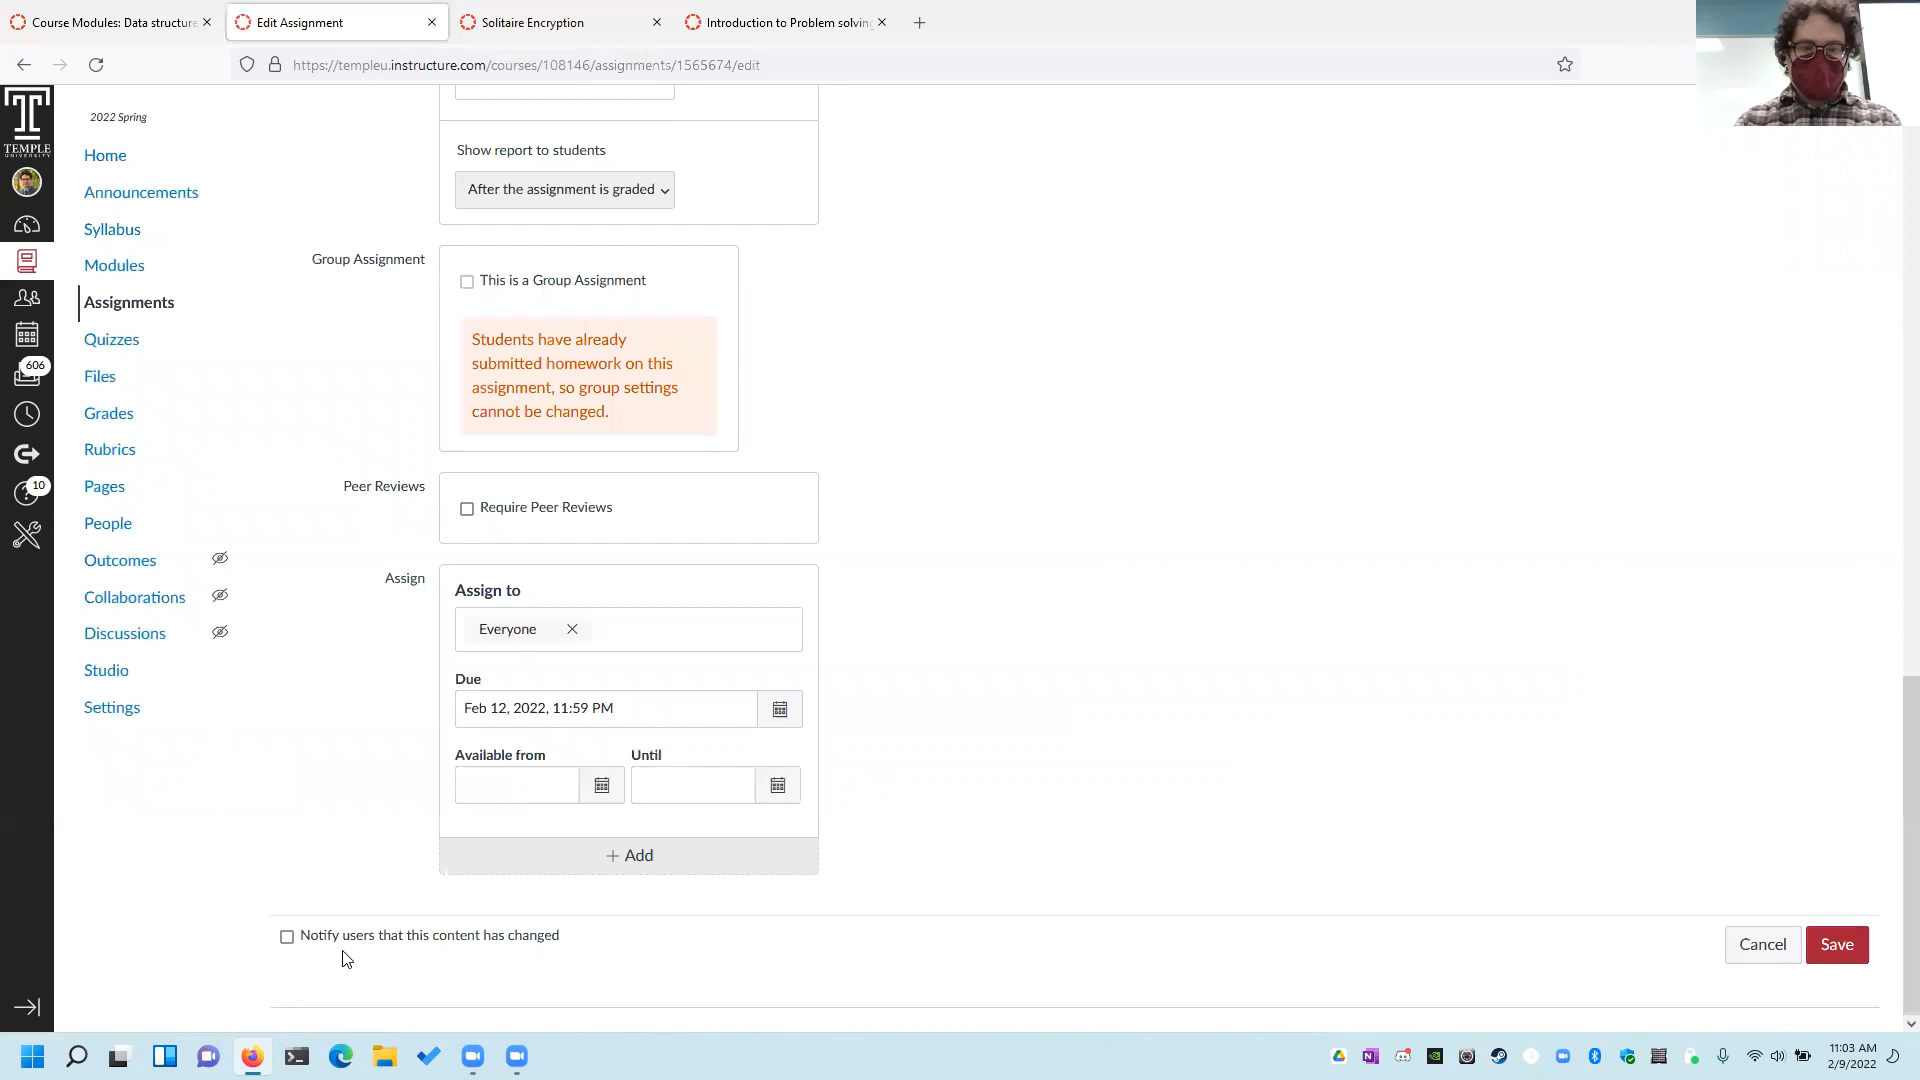 Course Modules: Data structure
Edit Assignment
Solitaire Encryption
Introduction to Problem solving
https://templeu.instructure.com/courses/108146/assignments/1565674/edit
TEMPLE
UNIVERSITY
2022 Spring
Home
Announcements
Syllabus
Modules
Assignments
Quizzes
Files
Grades
Rubrics
Pages
People
Outcomes
Collaborations
Discussions
Studio
Settings
606
10
Show report to students
After the assignment is graded
Group Assignment
This is a Group Assignment
Students have already
submitted homework on this
assignment, so group settings
cannot be changed.
Peer Reviews
Require Peer Reviews
Assign
Assign to
Everyone
Due
Feb 12, 2022, 11:59 PM
Available from
Until
+ Add
Notify users that this content has changed
Cancel
Save
11:03 AM
2/9/2022